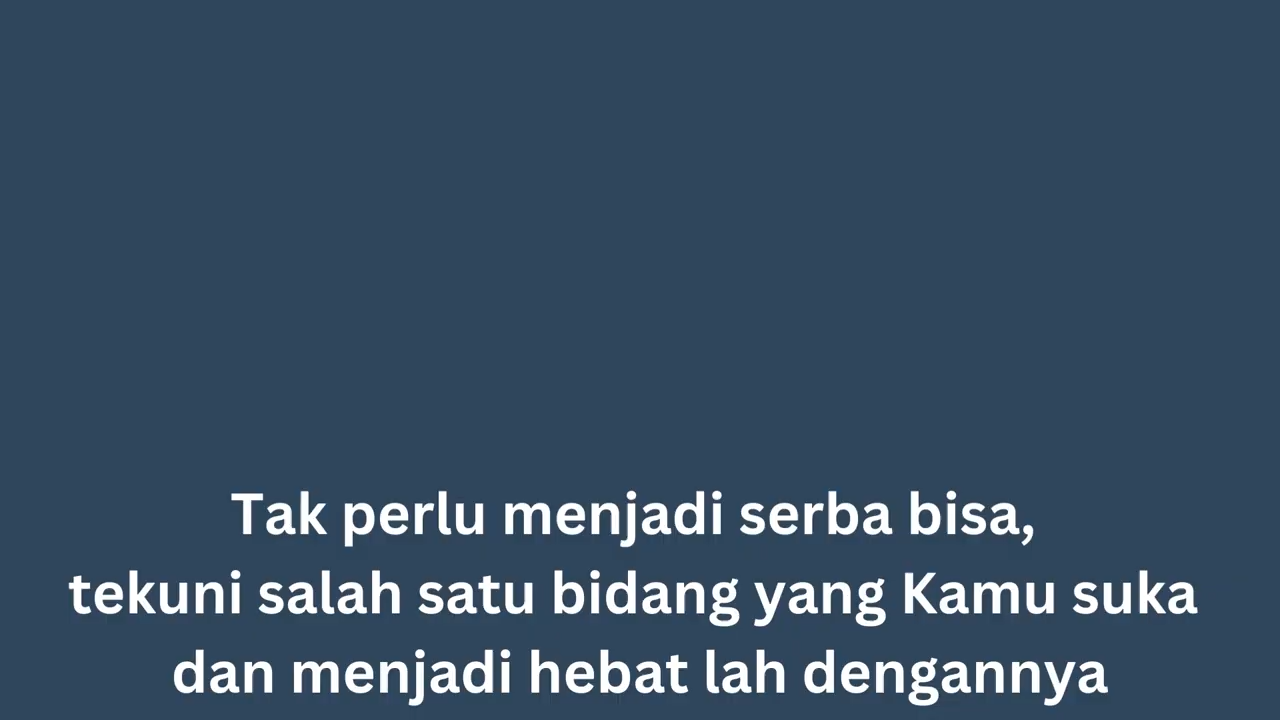 Tak perlu menjadi serba bisa,
tekuni salah satu bidang yang Kamu suka
dan menjadi hebat lah dengannya